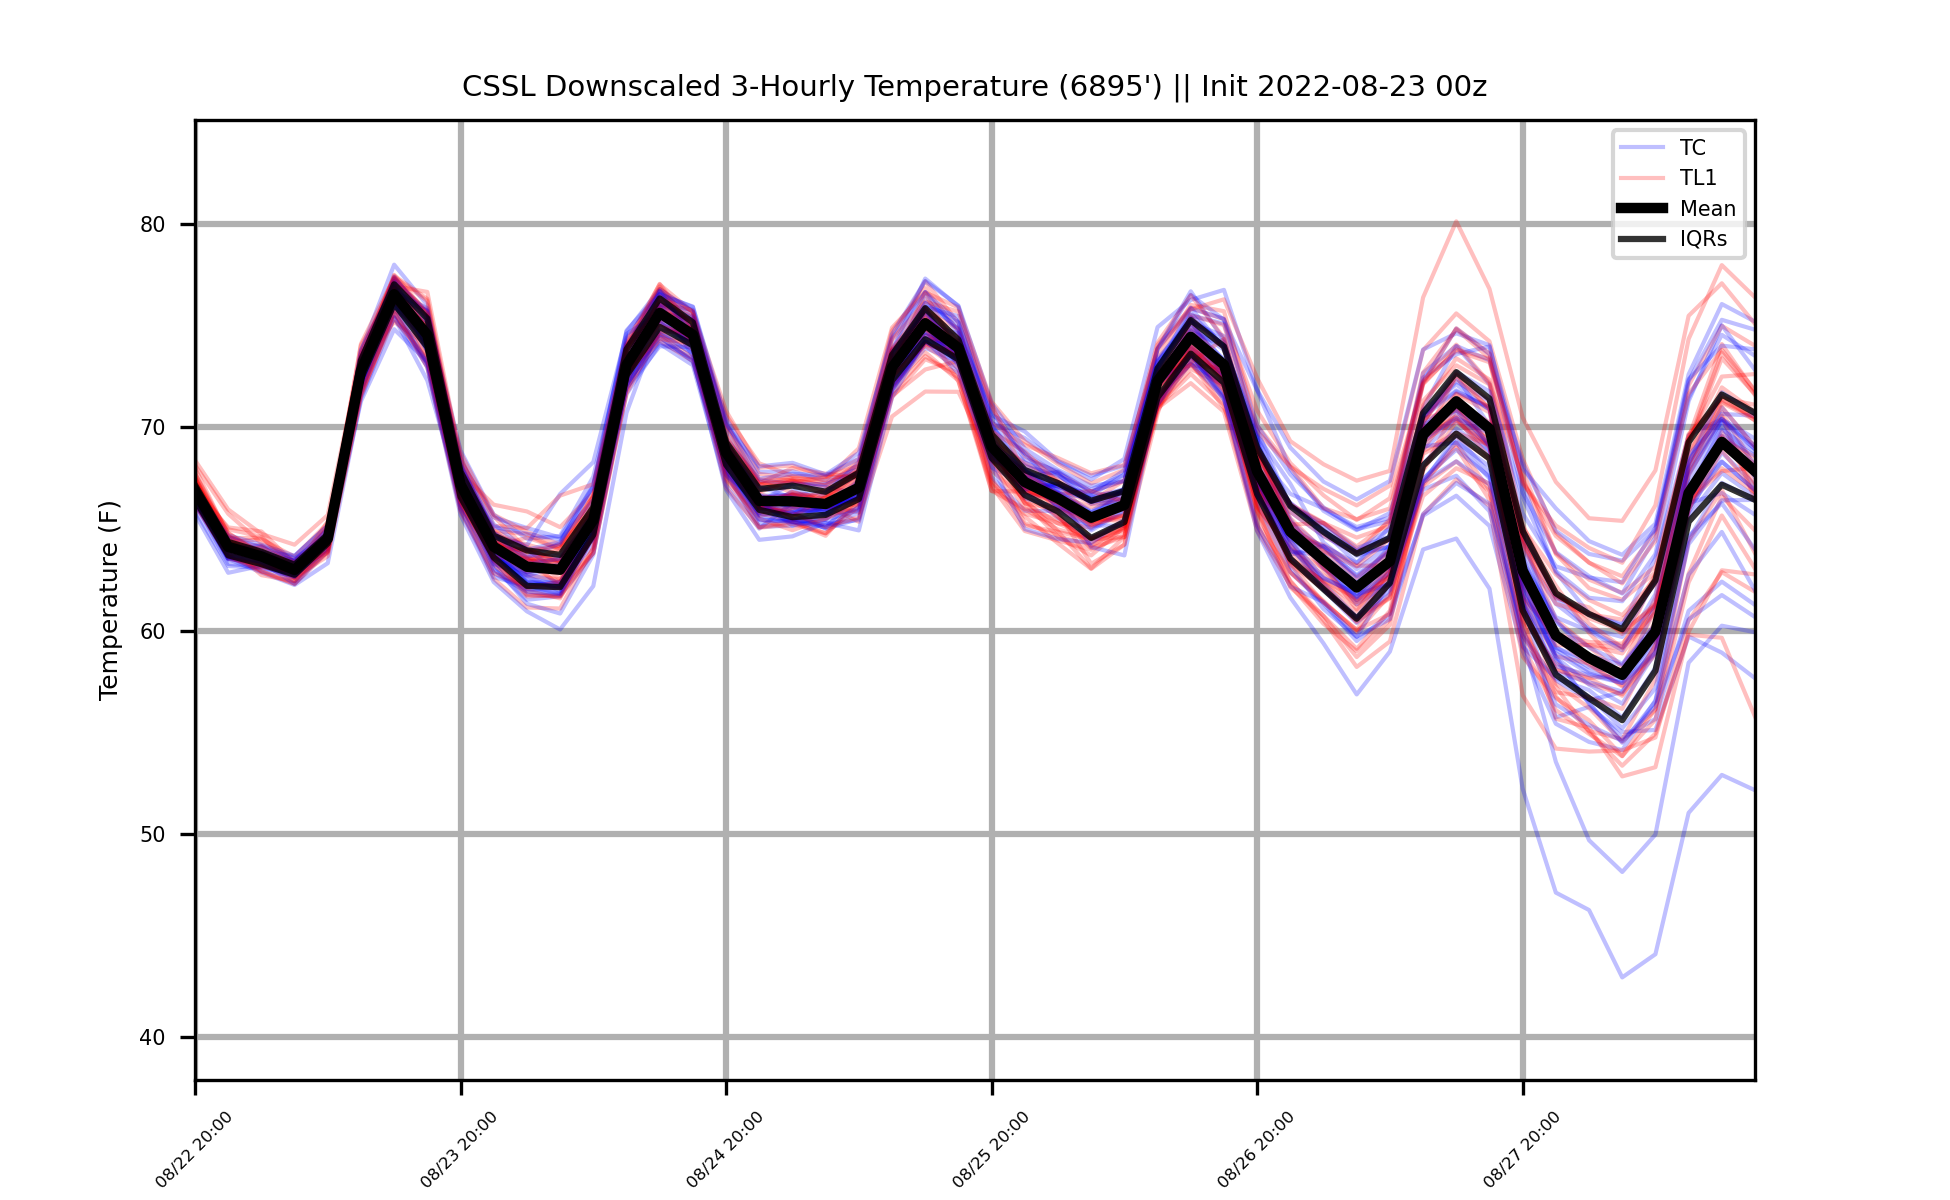 CSSL Downscaled 3-Hourly Temperature (6895') || Init 2022-08-23 00z
TC
TL1
Mean
IQRs
Temperature (F)
80
70
60
50
40
08/22 20:00
08/23 20:00
08/24 20:00
08/25 20:00
08/26 20:00
08/27 20:00